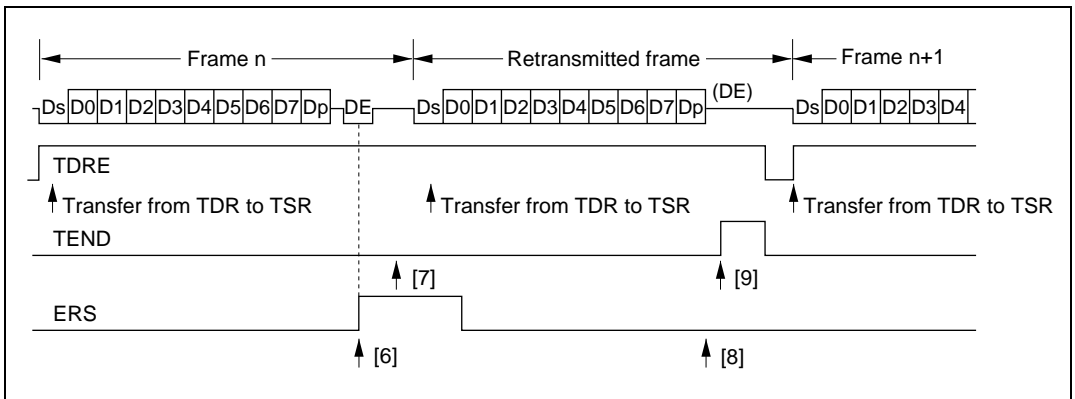 Frame n Retransmitted frame Frame n+1
(DE)
Ds D0 D1 D2 D3 D4 D5 D6 D7 Dp DE Ds D0 D1 D2 D3 D4 D5 D6 D7 Dp Ds D0 D1 D2 D3 D4
TDRE
Transfer from TDR to TSR Transfer from TDR to TSR Transfer from TDR to TSR
TEND
[7] [9]
ERS
[6] [8]